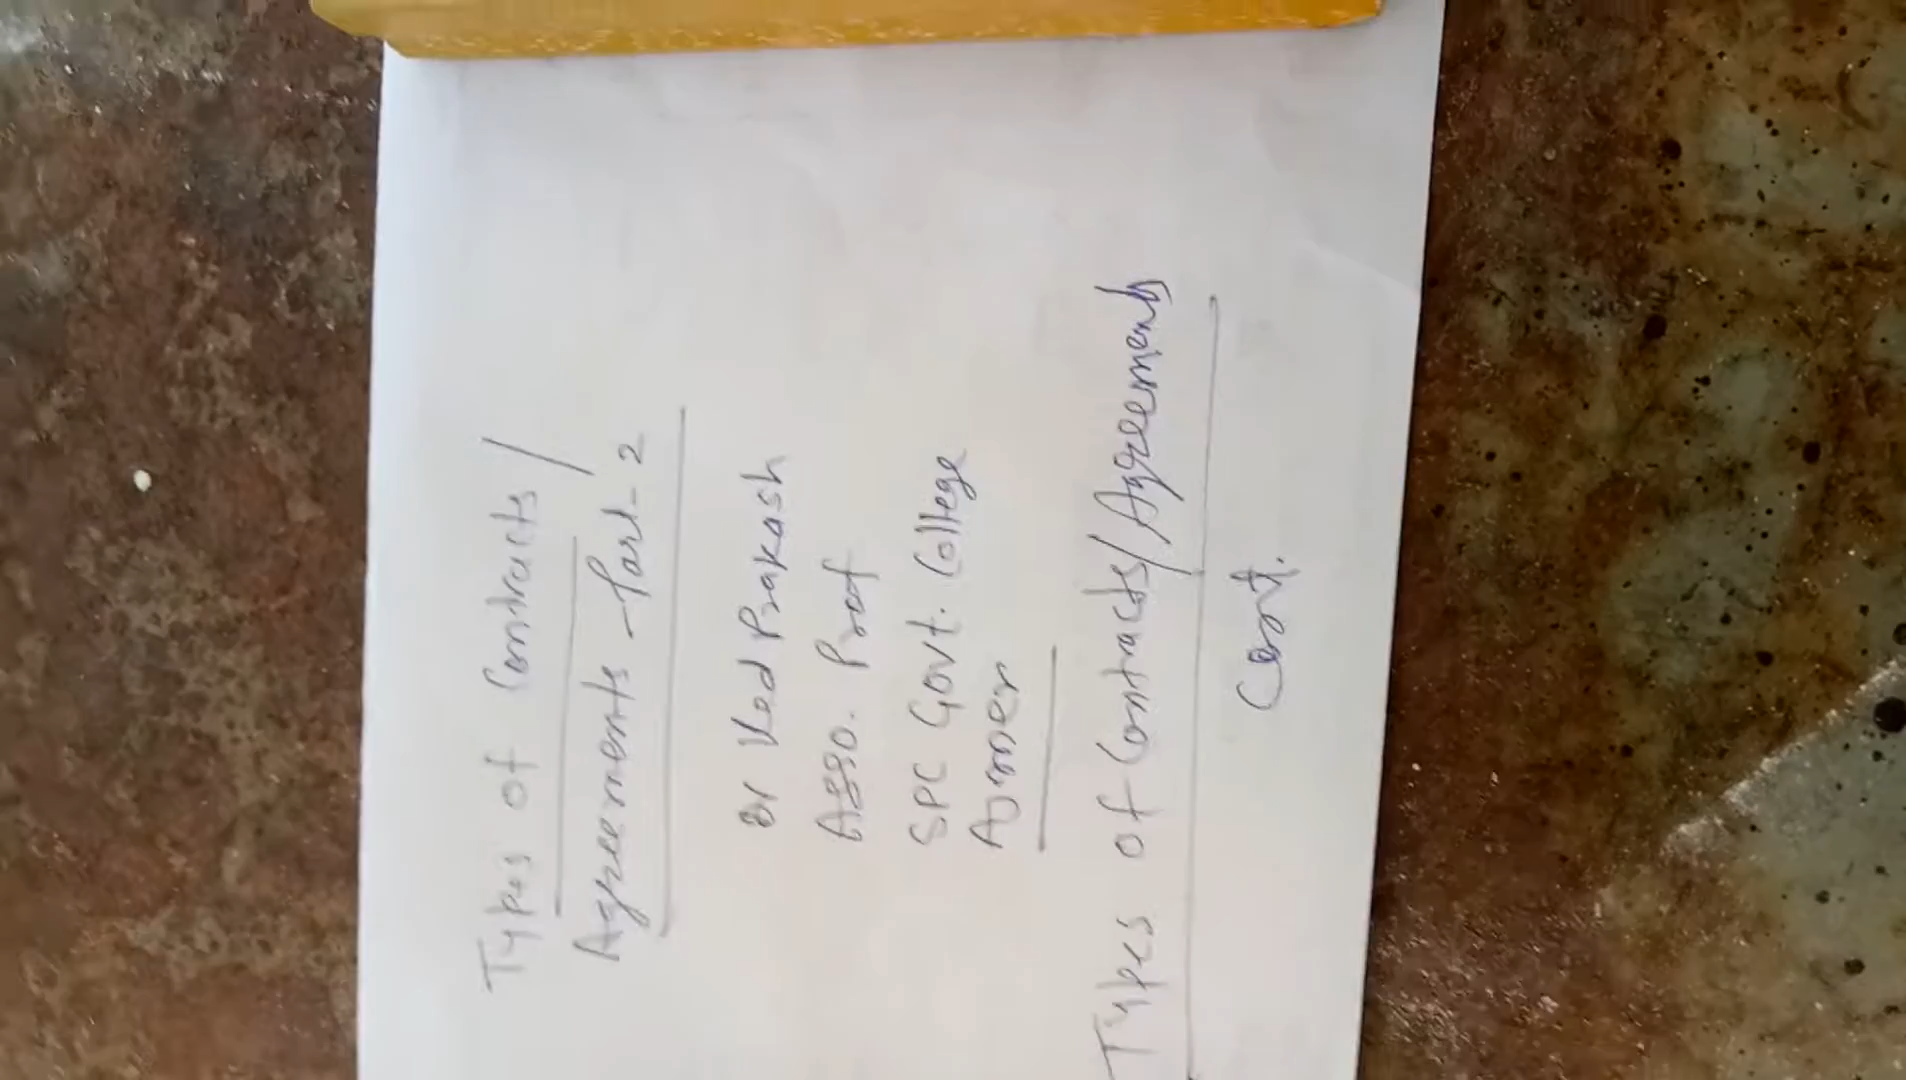 Types of Contracts/
Agreements - Part-2
Dr Ved Prakash
Asso. Prof
SPC Govt. College
Types of Contracts/Agreements
Cont.